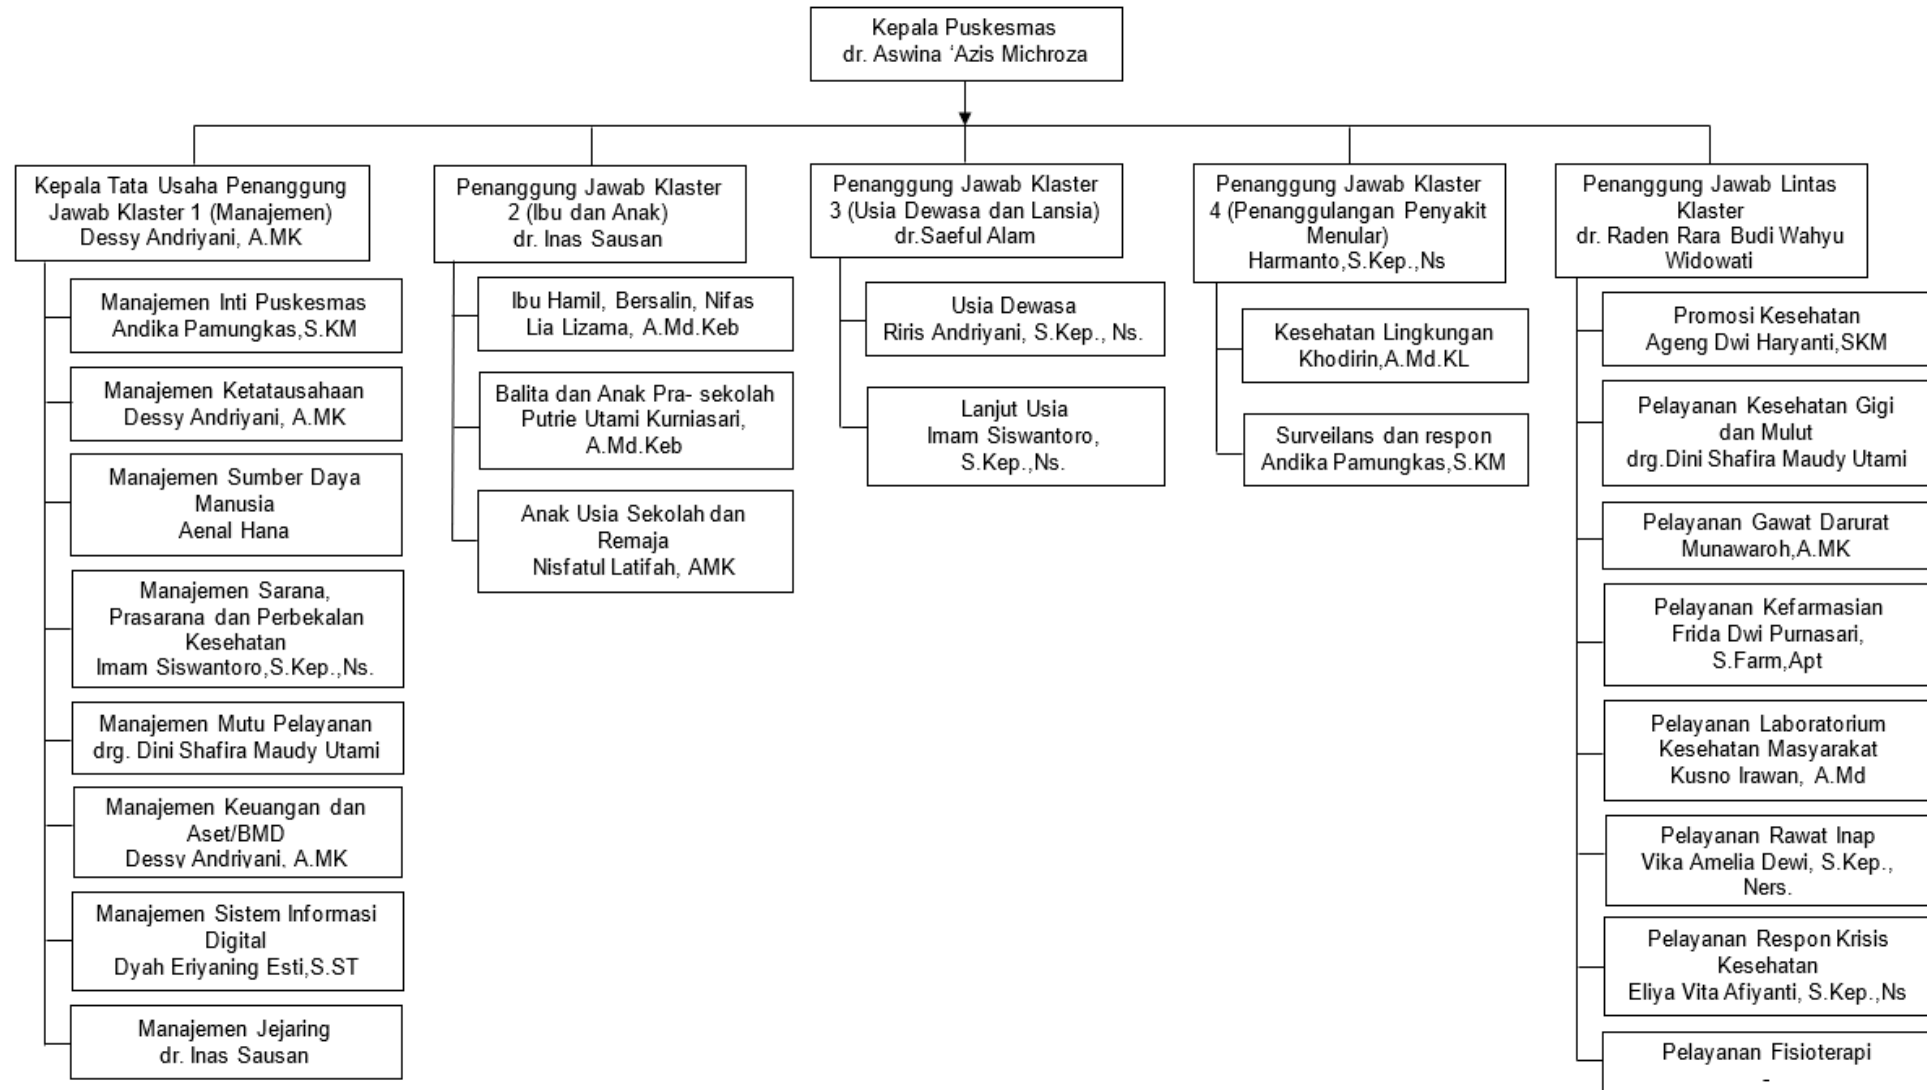 Kepala Puskesmas
dr. Aswina ‘Azis Michroza
Kepala Tata Usaha Penanggung
Jawab Klaster 1 (Manajemen)
Dessy Andriyani, A.MK
Manajemen Inti Puskesmas
Andika Pamungkas,S.KM
Manajemen Ketatausahaan
Dessy Andriyani, A.MK
Manajemen Sumber Daya
Manusia
Aenal Hana
Manajemen Sarana,
Prasarana dan Perbekalan
Kesehatan
Imam Siswantoro,S.Kep.,Ns.
Manajemen Mutu Pelayanan
drg. Dini Shafira Maudy Utami
Manajemen Keuangan dan
Aset/BMD
Dessy Andriyani, A.MK
Manajemen Sistem Informasi
Digital
Dyah Eriyaning Esti,S.ST
Manajemen Jejaring
dr. Inas Sausan
Penanggung Jawab Klaster
2 (Ibu dan Anak)
dr. Inas Sausan
Ibu Hamil, Bersalin, Nifas
Lia Lizama, A.Md.Keb
Balita dan Anak Pra- sekolah
Putrie Utami Kurniasari,
A.Md.Keb
Anak Usia Sekolah dan
Remaja
Nisfatul Latifah, AMK
Penanggung Jawab Klaster
3 (Usia Dewasa dan Lansia)
dr.Saeful Alam
Usia Dewasa
Riris Andriyani, S.Kep., Ns.
Lanjut Usia
Imam Siswantoro,
S.Kep.,Ns.
Penanggung Jawab Klaster
4 (Penanggulangan Penyakit
Menular)
Harmanto,S.Kep.,Ns
Kesehatan Lingkungan
Khodirin,A.Md.KL
Surveilans dan respon
Andika Pamungkas,S.KM
Penanggung Jawab Lintas
Klaster
dr. Raden Rara Budi Wahyu
Widowati
Promosi Kesehatan
Ageng Dwi Haryanti,SKM
Pelayanan Kesehatan Gigi
dan Mulut
drg.Dini Shafira Maudy Utami
Pelayanan Gawat Darurat
Munawaroh,A.MK
Pelayanan Kefarmasian
Frida Dwi Purnasari,
S.Farm,Apt
Pelayanan Laboratorium
Kesehatan Masyarakat
Kusno Irawan, A.Md
Pelayanan Rawat Inap
Vika Amelia Dewi, S.Kep.,
Ners.
Pelayanan Respon Krisis
Kesehatan
Eliya Vita Afiyanti, S.Kep.,Ns
Pelayanan Fisioterapi
-